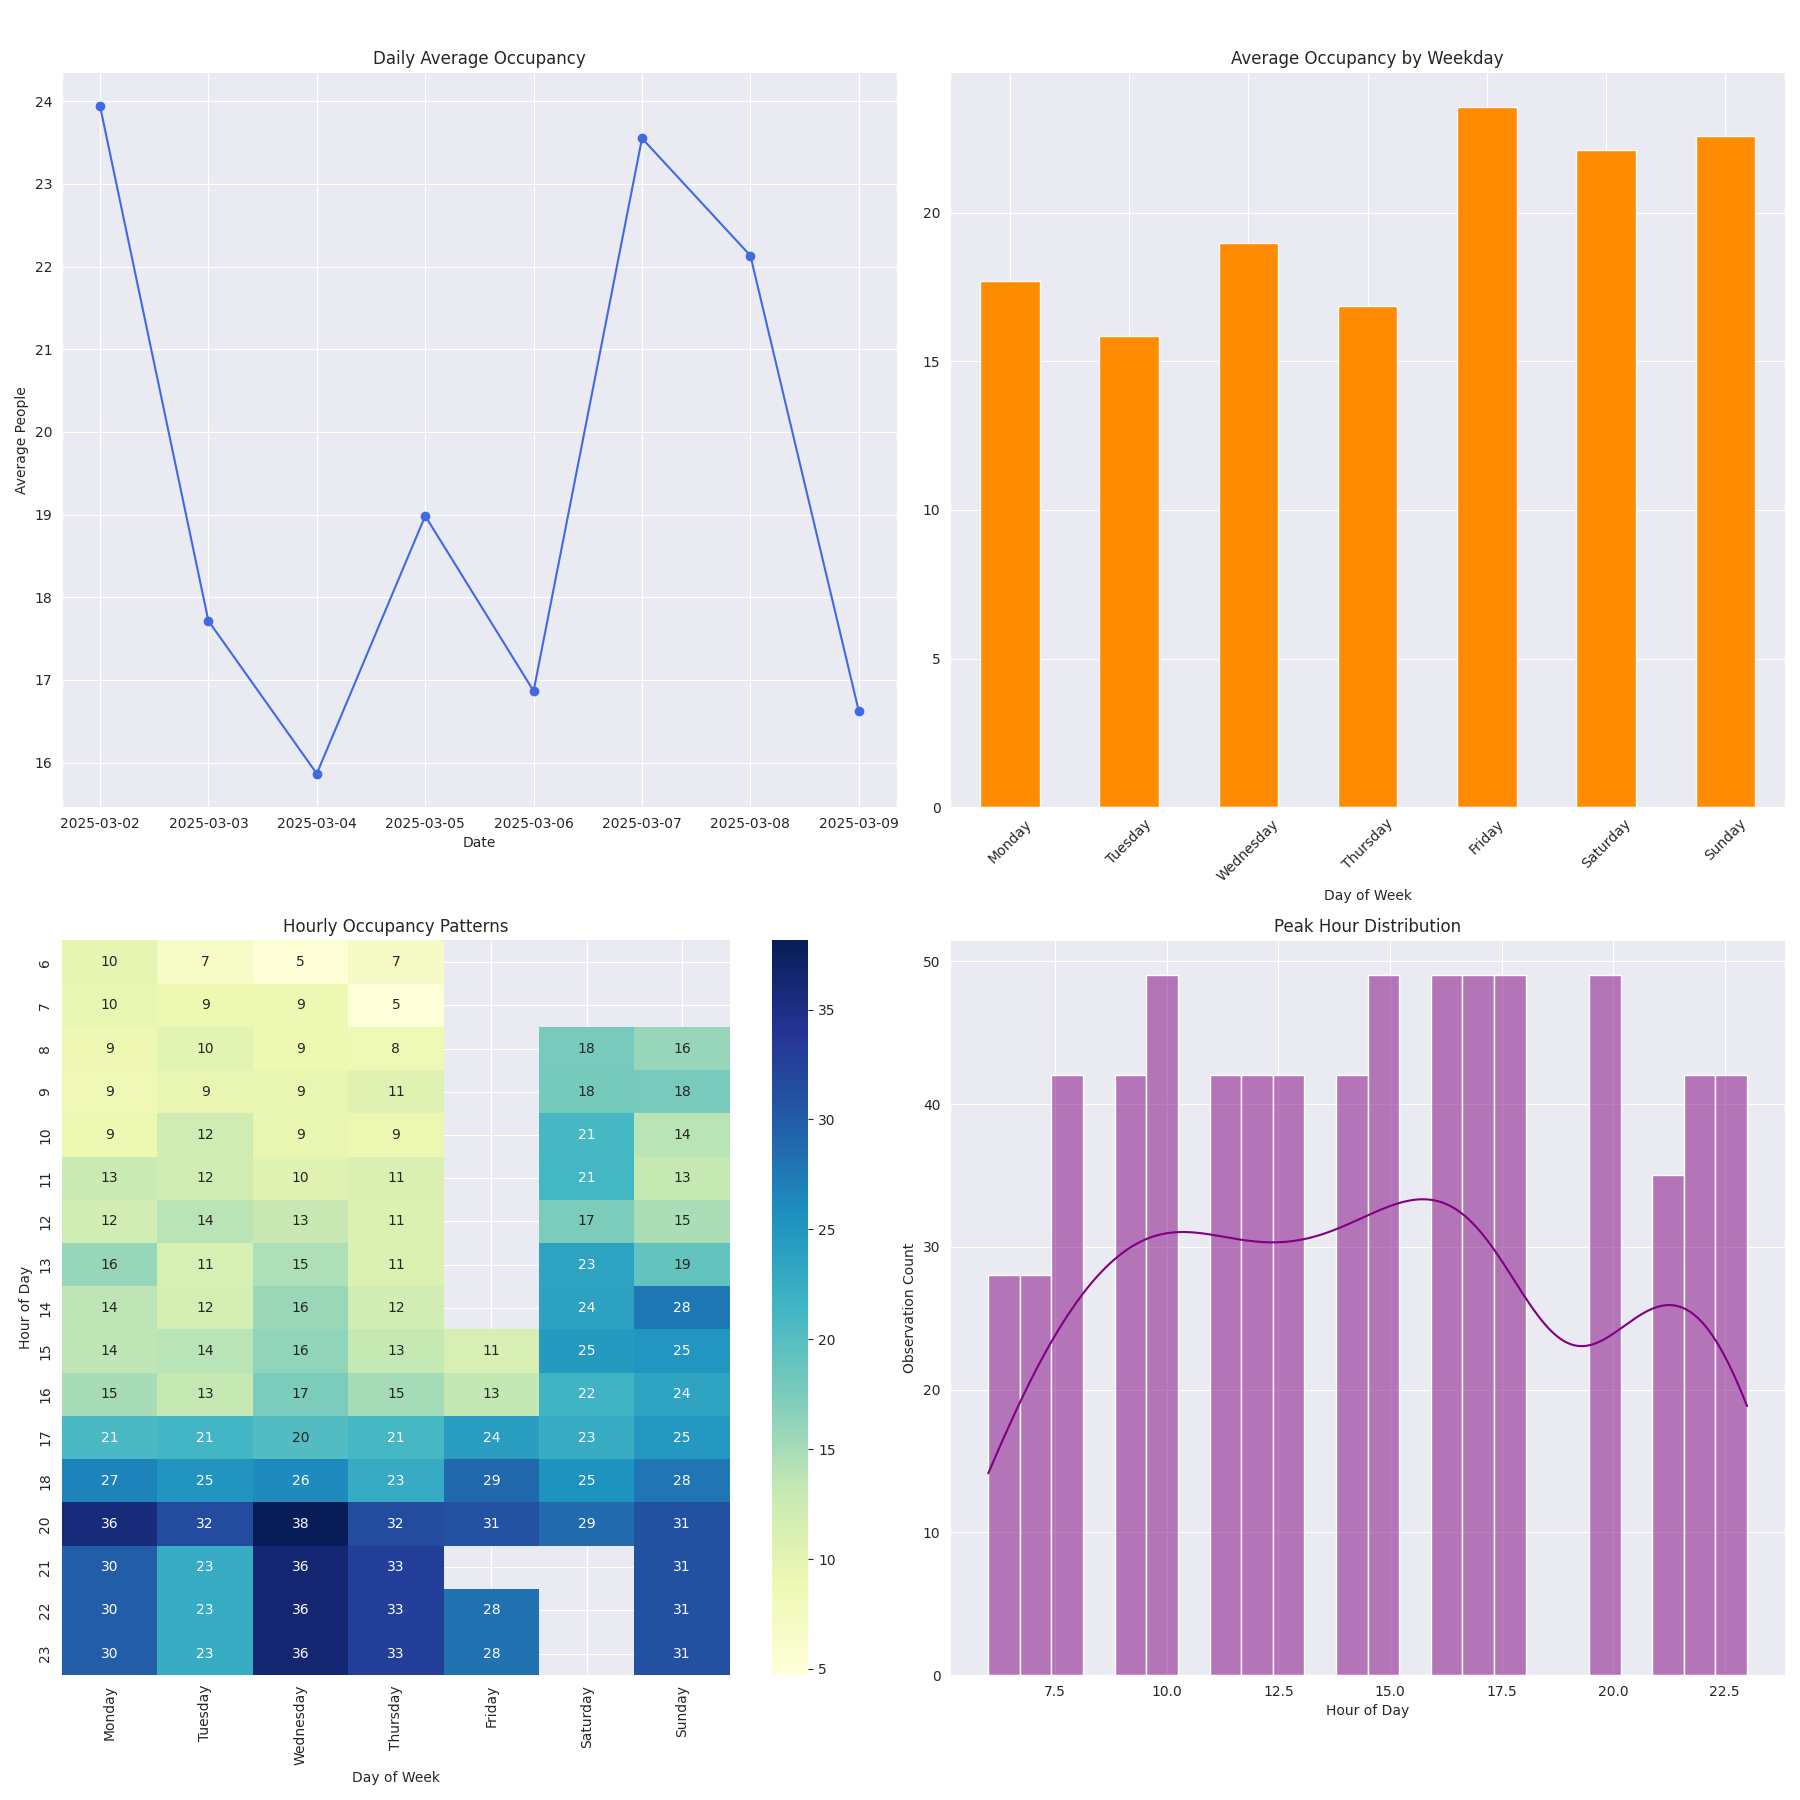 Daily Average Occupancy
24
23
22
21
20
19
18
17
16
Average People
2025-03-02 2025-03-03 2025-03-04 2025-03-05 2025-03-06 2025-03-07 2025-03-08 2025-03-09
Date
Average Occupancy by Weekday
20
15
10
5
0
Monday Tuesday Wednesday Thursday Friday Saturday Sunday
Day of Week
Hourly Occupancy Patterns
Hour of Day
6 10 7 5 7
7 10 9 9 5
8 9 10 9 8 18 16
9 9 9 9 11 18 18
10 9 12 9 9 21 14
11 13 12 10 11 21 13
12 12 14 13 11 17 15
13 16 11 15 11 23 19
14 14 12 16 12 24 28
15 14 14 16 13 11 25 25
16 15 13 17 15 13 22 24
17 21 21 20 21 24 23 25
18 27 25 26 23 29 25 28
20 36 32 38 32 31 29 31
21 30 23 36 33 31
22 30 23 36 33 28 31
23 30 23 36 33 28 31
Monday Tuesday Wednesday Thursday Friday Saturday Sunday
Day of Week
35
30
25
20
15
10
5
Peak Hour Distribution
50
40
30
20
10
0
Observation Count
7.5 10.0 12.5 15.0 17.5 20.0 22.5
Hour of Day